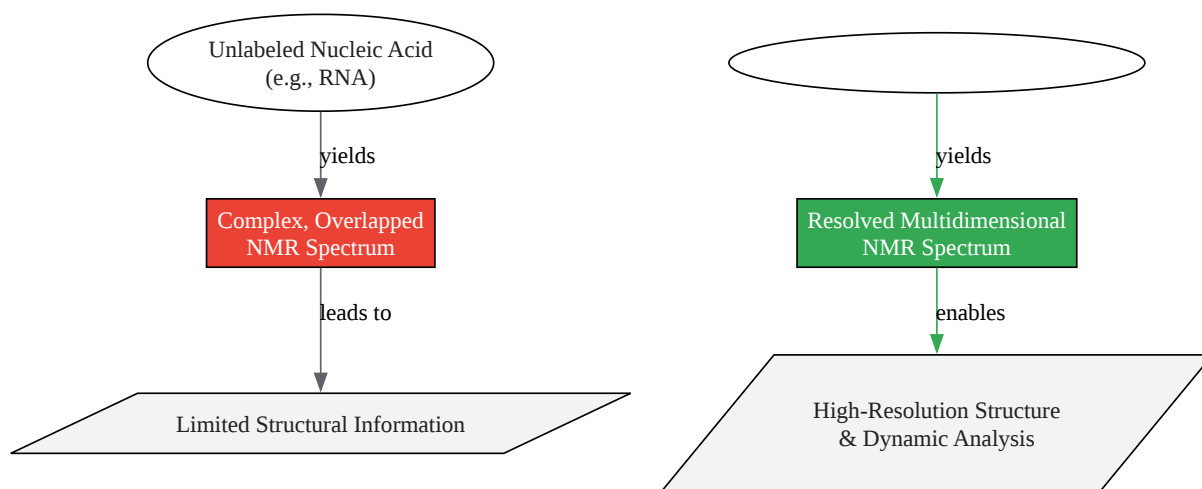 Unlabeled Nucleic Acid
(e.g., RNA)
yields
Complex, Overlapped
NMR Spectrum
leads to
Limited Structural Information
yields
Resolved Multidimensional
NMR Spectrum
enables
High-Resolution Structure
& Dynamic Analysis